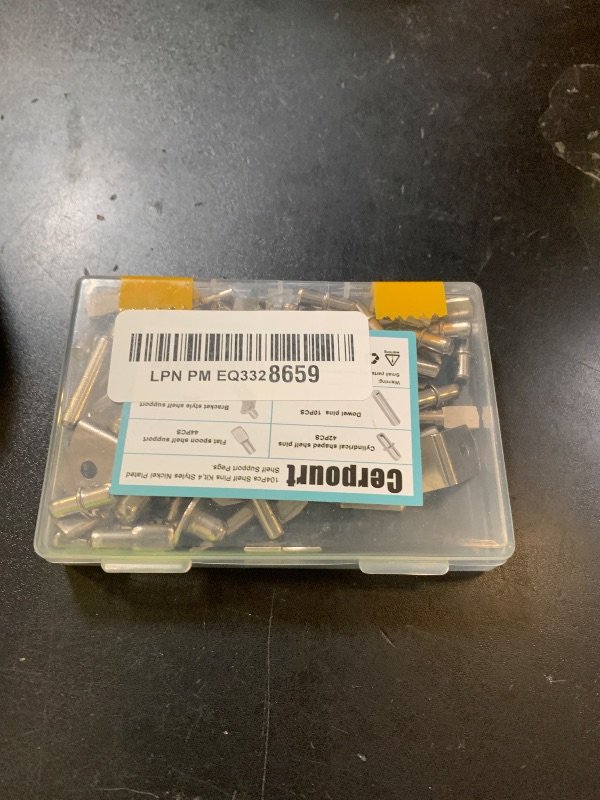 LPN PM EQ3328659
Cerpourt
104Pcs Shelf Pins Kit,4 Styles Nickel Plated
Shelf Support Pegs.
Cylindrical shaped shelf pins
42PCS
Flat spoon shelf support
44PCS
Dowel pins 10PCS
Bracket style shelf support
Warning:
Small parts